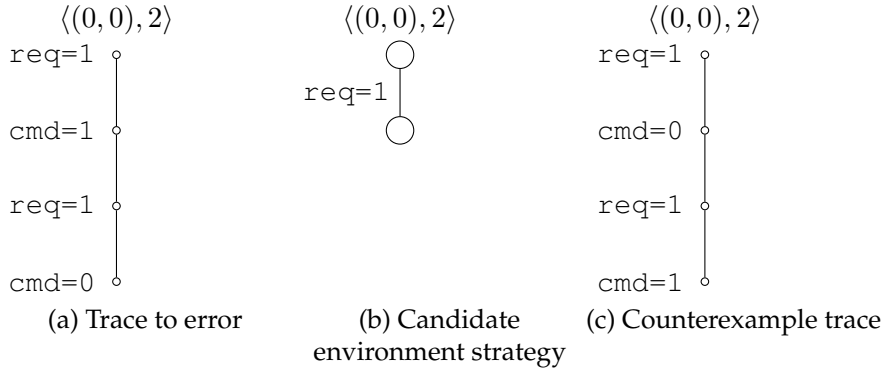 ⟨(0, 0), 2⟩
req=1
cmd=1
req=1
cmd=0
(a) Trace to error
⟨(0, 0), 2⟩
req=1
(b) Candidate
environment strategy
⟨(0, 0), 2⟩
req=1
cmd=0
req=1
cmd=1
(c) Counterexample trace